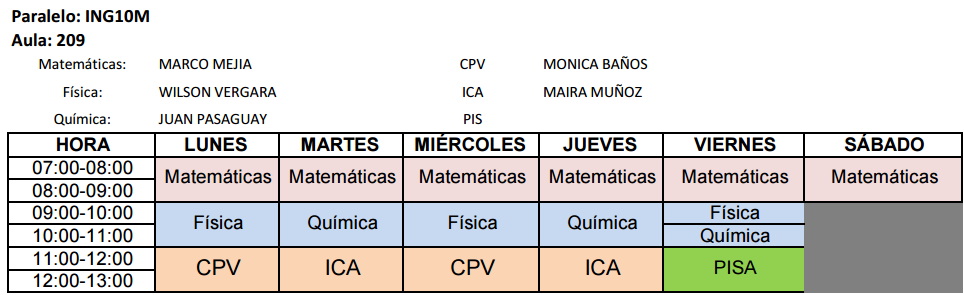 Paralelo: ING10M
Aula: 209
Matemáticas: MARCO MEJIA CPV MONICA BAÑOS
Física: WILSON VERGARA ICA MAIRA MUÑOZ
Química: JUAN PASAGUAY PIS
HORA LUNES MARTES MIÉRCOLES JUEVES VIERNES SÁBADO
07:00-08:00
Matemáticas Matemáticas Matemáticas Matemáticas Matemáticas Matemáticas
08:00-09:00
09:00-10:00 Física
Física Química Física Química
10:00-11:00 Química
11:00-12:00
CPV ICA CPV ICA PISA
12:00-13:00